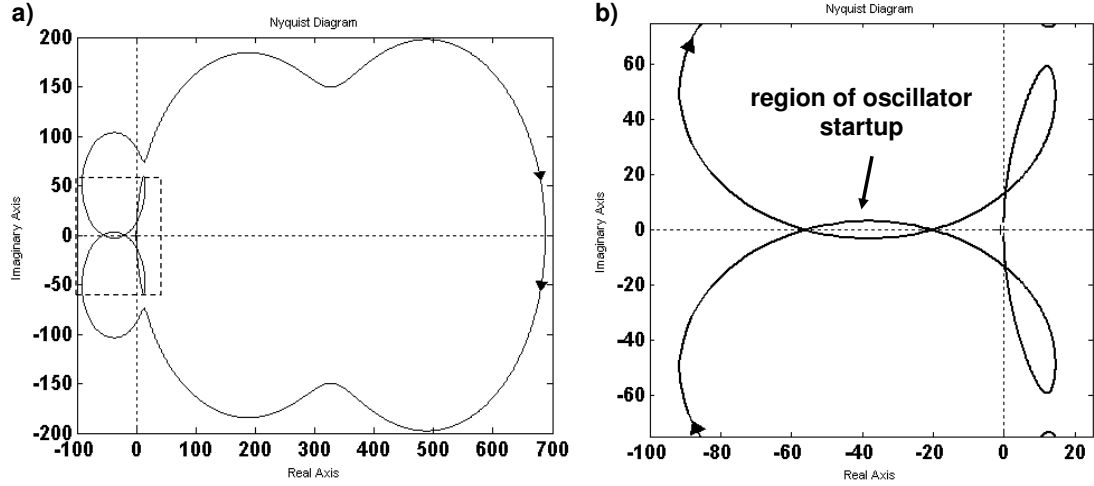 a)
Nyquist Diagram
Imaginary Axis
200
150
100
50
0
-50
-100
-150
-200
-100 0 100 200 300 400 500 600 700
Real Axis
b)
Nyquist Diagram
Imaginary Axis
region of oscillator
startup
60
40
20
0
-20
-40
-60
-100 -80 -60 -40 -20 0 20
Real Axis